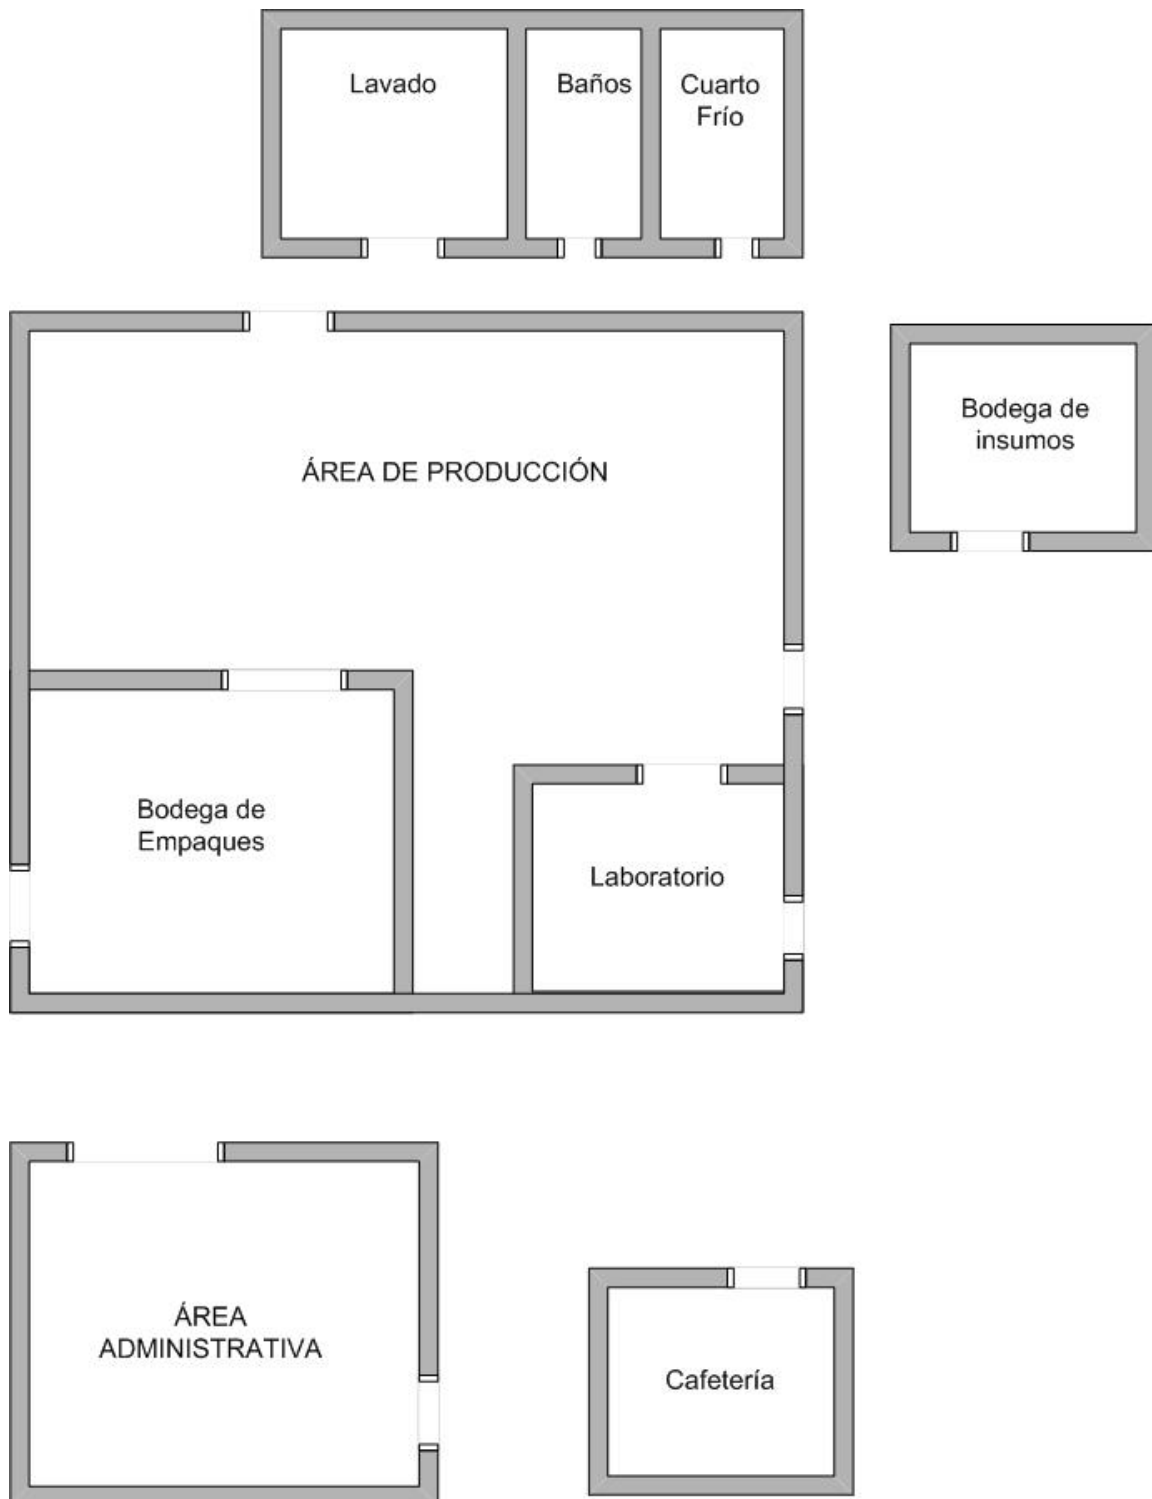 Lavado
Baños
Cuarto
Frío
Bodega de
insumos
ÁREA DE PRODUCCIÓN
Bodega de
Empaques
Laboratorio
ÁREA
ADMINISTRATIVA
Cafetería